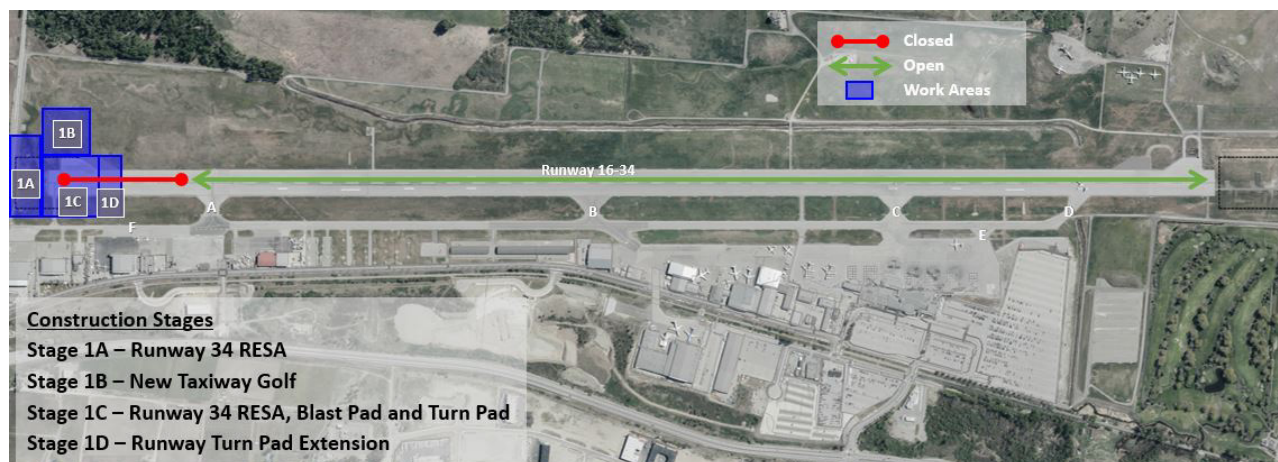 Closed
Open
Work Areas
1B
Runway 16-34
1A
1C
1D
A
B
C
D
F
E
Construction Stages
Stage 1A – Runway 34 RESA
Stage 1B – New Taxiway Golf
Stage 1C – Runway 34 RESA, Blast Pad and Turn Pad
Stage 1D – Runway Turn Pad Extension